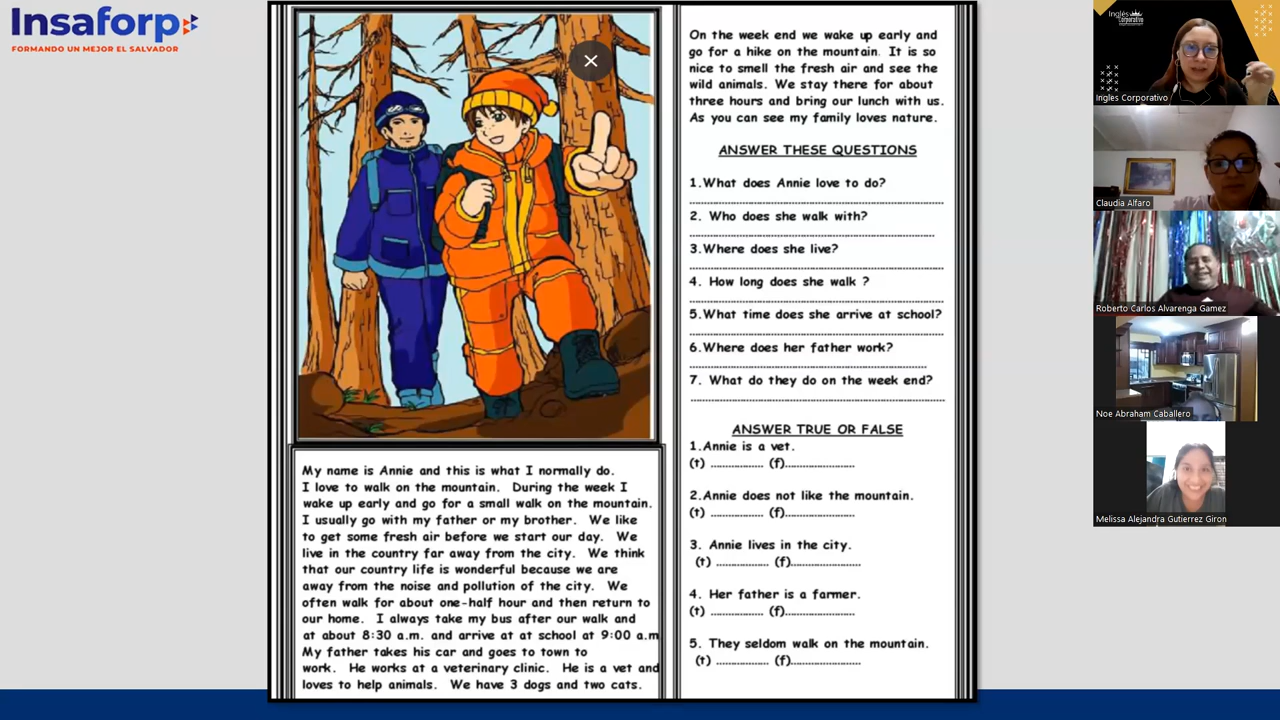 Insaforp
FORMANDO UN MEJOR EL SALVADOR
My name is Annie and this is what I normally do.
I love to walk on the mountain. During the week I
wake up early and go for a small walk on the mountain.
I usually go with my father or my brother. We like
to get some fresh air before we start our day. We
live in the country far away from the city. We think
that our country life is wonderful because we are
away from the noise and pollution of the city. We
often walk for about one-half hour and then return to
our home. I always take my bus after our walk and
at about 8:30 a.m. and arrive at at school at 9:00 a.m
My father takes his car and goes to town to
work. He works at a veterinary clinic. He is a vet and
loves to help animals. We have 3 dogs and two cats.
On the week end we wake up early and
go for a hike on the mountain. It is so
nice to smell the fresh air and see the
wild animals. We stay there for about
three hours and bring our lunch with us.
As you can see my family loves nature.
ANSWER THESE QUESTIONS
1.What does Annie love to do?
2. Who does she walk with?
3.Where does she live?
4. How long does she walk ?
5.What time does she arrive at school?
6.Where does her father work?
7. What do they do on the week end?
ANSWER TRUE OR FALSE
1.Annie is a vet.
(t) .................. (f)........................
2.Annie does not like the mountain.
(t) .................. (f)........................
3. Annie lives in the city.
(t) .................. (f)........................
4. Her father is a farmer.
(t) .................. (f)........................
5. They seldom walk on the mountain.
(t) .................. (f)........................
Inglés
Corporativo
Ingles Corporativo
Claudia Alfaro
Roberto Carlos Alvarenga Gamez
Noe Abraham Caballero
Melissa Alejandra Gutierrez Giron